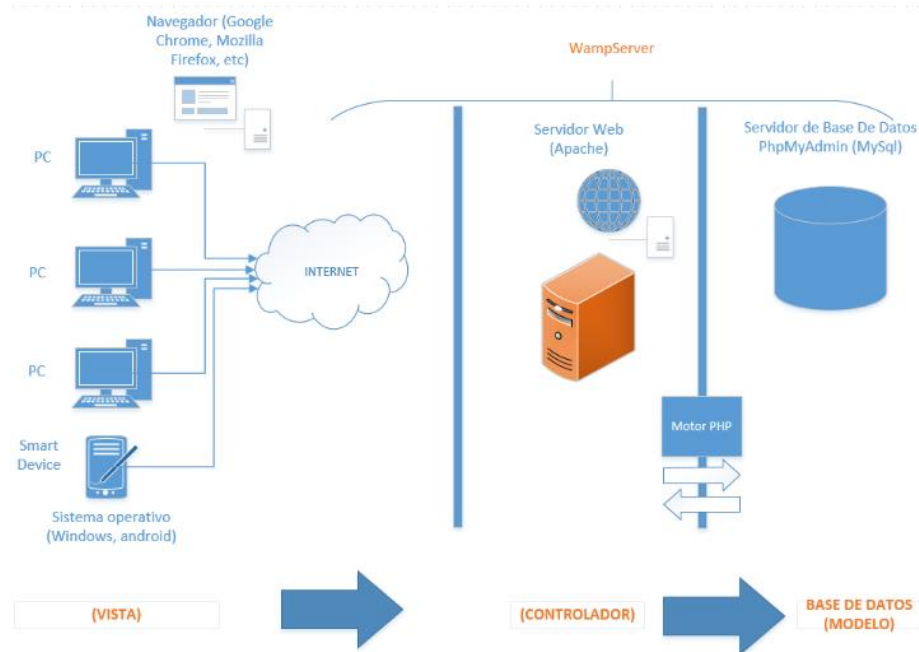 Navegador (Google
Chrome, Mozilla
Firefox, etc)
WampServer
PC
Servidor Web
(Apache)
Servidor de Base De Datos
PhpMyAdmin (MySql)
PC
INTERNET
PC
Motor PHP
Smart
Device
Sistema operativo
(Windows, android)
(VISTA)
(CONTROLADOR)
BASE DE DATOS
(MODELO)